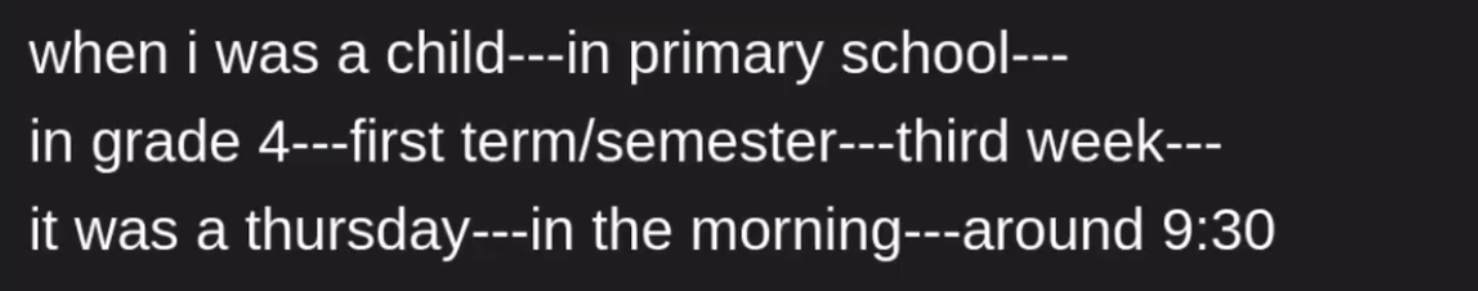 when i was a child---in primary school---
in grade 4---first term/semester---third week---
it was a thursday---in the morning---around 9:30